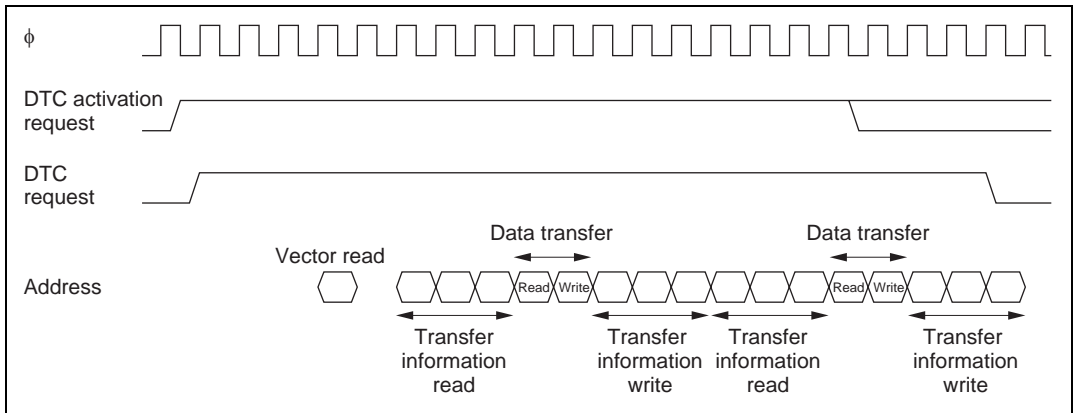 ϕ
DTC activation
request
DTC
request
Data transfer
Data transfer
Vector read
Address
Read Write
Read Write
Transfer
information
read
Transfer
information
write
Transfer
information
read
Transfer
information
write